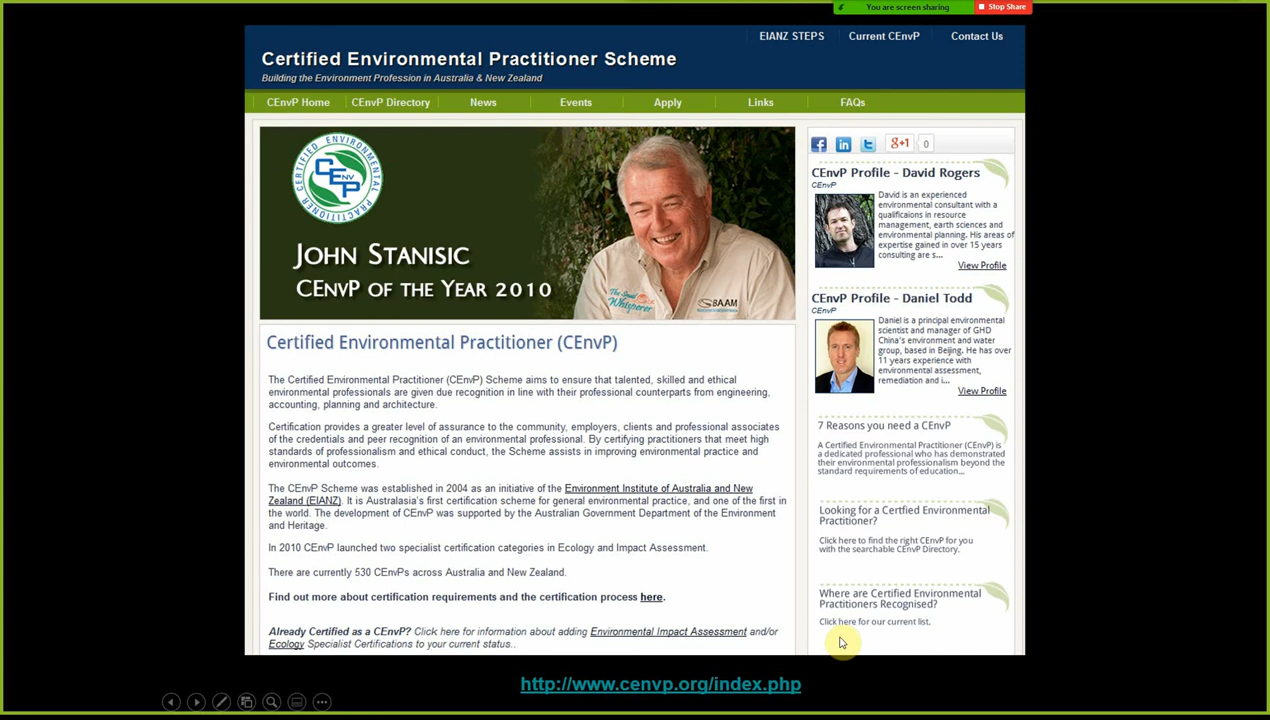 You are screen sharing
Stop Share
EIANZ STEPS
Current CEnvP
Contact Us
Certified Environmental Practitioner Scheme
Building the Environment Profession in Australia & New Zealand
CEnvP Home
CEnvP Directory
News
Events
Apply
Links
FAQs
CERTIFIED ENVIRONMENTAL PRACTITIONER
CENVP
JOHN STANISIC
CENVP OF THE YEAR 2010
The Snail
Whisperer
BAAM
Certified Environmental Practitioner (CEnvP)
The Certified Environmental Practitioner (CEnvP) Scheme aims to ensure that talented, skilled and ethical
environmental professionals are given due recognition in line with their professional counterparts from engineering,
accounting, planning and architecture.
Certification provides a greater level of assurance to the community, employers, clients and professional associates
of the credentials and peer recognition of an environmental professional. By certifying practitioners that meet high
standards of professionalism and ethical conduct, the Scheme assists in improving environmental practice and
environmental outcomes.
The CEnvP Scheme was established in 2004 as an initiative of the Environment Institute of Australia and New
Zealand (EIANZ). It is Australasia's first certification scheme for general environmental practice, and one of the first in
the world. The development of CEnvP was supported by the Australian Government Department of the Environment
and Heritage.
In 2010 CEnvP launched two specialist certification categories in Ecology and Impact Assessment.
There are currently 530 CEnvPs across Australia and New Zealand.
Find out more about certification requirements and the certification process here.
Already Certified as a CEnvP? Click here for information about adding Environmental Impact Assessment and/or
Ecology Specialist Certifications to your current status..
g+1
0
CEnvP Profile - David Rogers
CEnvP
David is an experienced
environmental consultant with a
qualificaions in resource
management, earth sciences and
environmental planning. His areas of
expertise gained in over 15 years
consulting are s...
View Profile
CEnvP Profile - Daniel Todd
CEnvP
Daniel is a principal environmental
scientist and manager of GHD
China's environment and water
group, based in Beijing. He has over
11 years experience with
environmental assessment,
remediation and i...
View Profile
7 Reasons you need a CEnvP
A Certified Environmental Practitioner (CEnvP) is
a dedicated professional who has demonstrated
their environmental professionalism beyond the
standard requirements of education...
Looking for a Certfied Environmental
Practitioner?
Click here to find the right CEnvP for you
with the searchable CEnvP Directory.
Where are Certified Environmental
Practitioners Recognised?
Click here for our current list.
http://www.cenvp.org/index.php